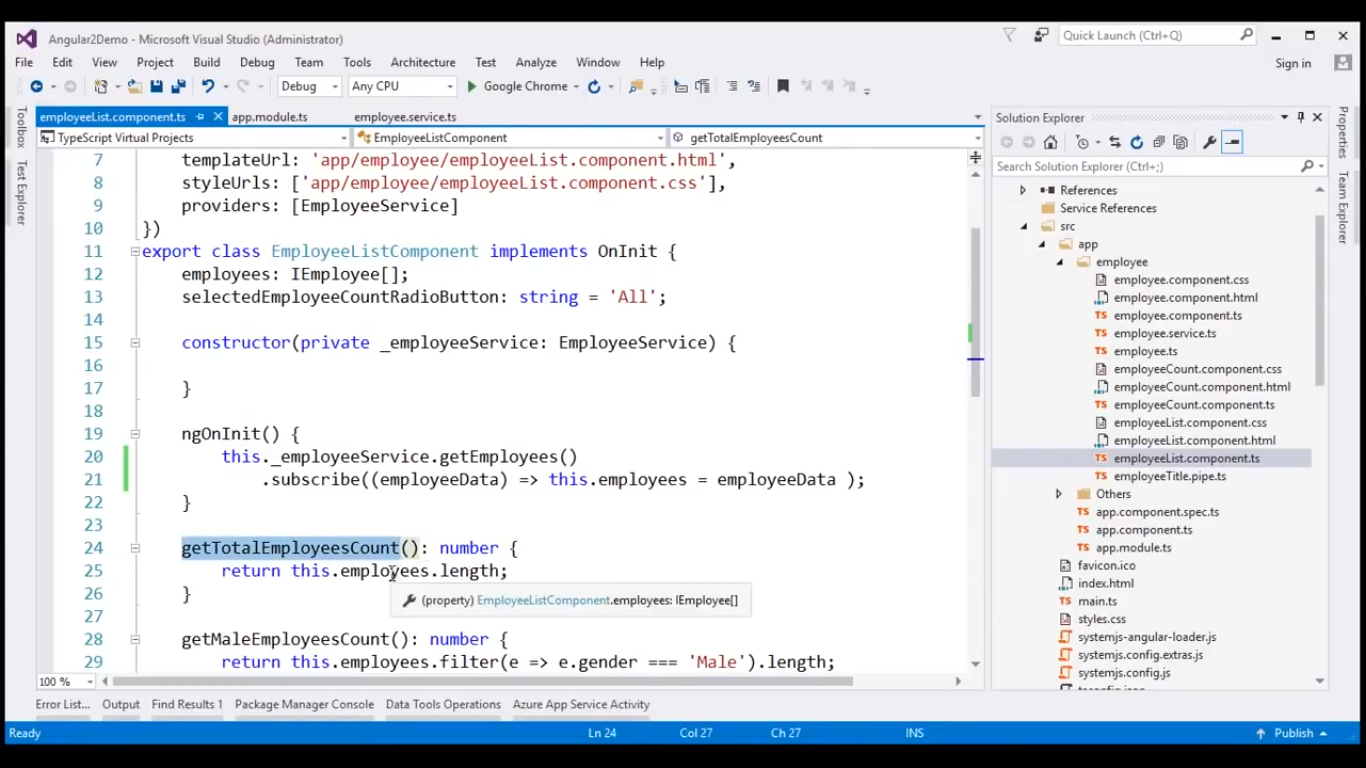 Angular2Demo - Microsoft Visual Studio (Administrator)
Quick Launch (Ctrl+Q)
File Edit View Project Build Debug Team Tools Architecture Test Analyze Window Help
Sign in
Debug Any CPU Google Chrome
Toolbox
Test Explorer
employeeList.component.ts app.module.ts employee.service.ts
TypeScript Virtual Projects EmployeeListComponent getTotalEmployeesCount
7 templateUrl: 'app/employee/employeeList.component.html',
8 styleUrls: ['app/employee/employeeList.component.css'],
9 providers: [EmployeeService]
10 })
11 export class EmployeeListComponent implements OnInit {
12 employees: IEmployee[];
13 selectedEmployeeCountRadioButton: string = 'All';
14
15 constructor(private _employeeService: EmployeeService) {
16
17 }
18
19 ngOnInit() {
20 this._employeeService.getEmployees()
21 .subscribe((employeeData) => this.employees = employeeData );
22 }
23
24 getTotalEmployeesCount(): number {
25 return this.employees.length;
26 }
(property) EmployeeListComponent.employees: IEmployee[]
27
28 getMaleEmployeesCount(): number {
29 return this.employees.filter(e => e.gender === 'Male').length;
100 %
Solution Explorer
Search Solution Explorer (Ctrl+;)
References
Service References
src
app
employee
employee.component.css
employee.component.html
TS employee.component.ts
TS employee.service.ts
TS employee.ts
employeeCount.component.css
employeeCount.component.html
TS employeeCount.component.ts
employeeList.component.css
employeeList.component.html
TS employeeList.component.ts
TS employeeTitle.pipe.ts
Others
TS app.component.spec.ts
TS app.component.ts
TS app.module.ts
favicon.ico
index.html
TS main.ts
styles.css
systemjs-angular-loader.js
systemjs.config.extras.js
systemjs.config.js
Properties
Team Explorer
Error List... Output Find Results 1 Package Manager Console Data Tools Operations Azure App Service Activity
Ready Ln 24 Col 27 Ch 27 INS Publish